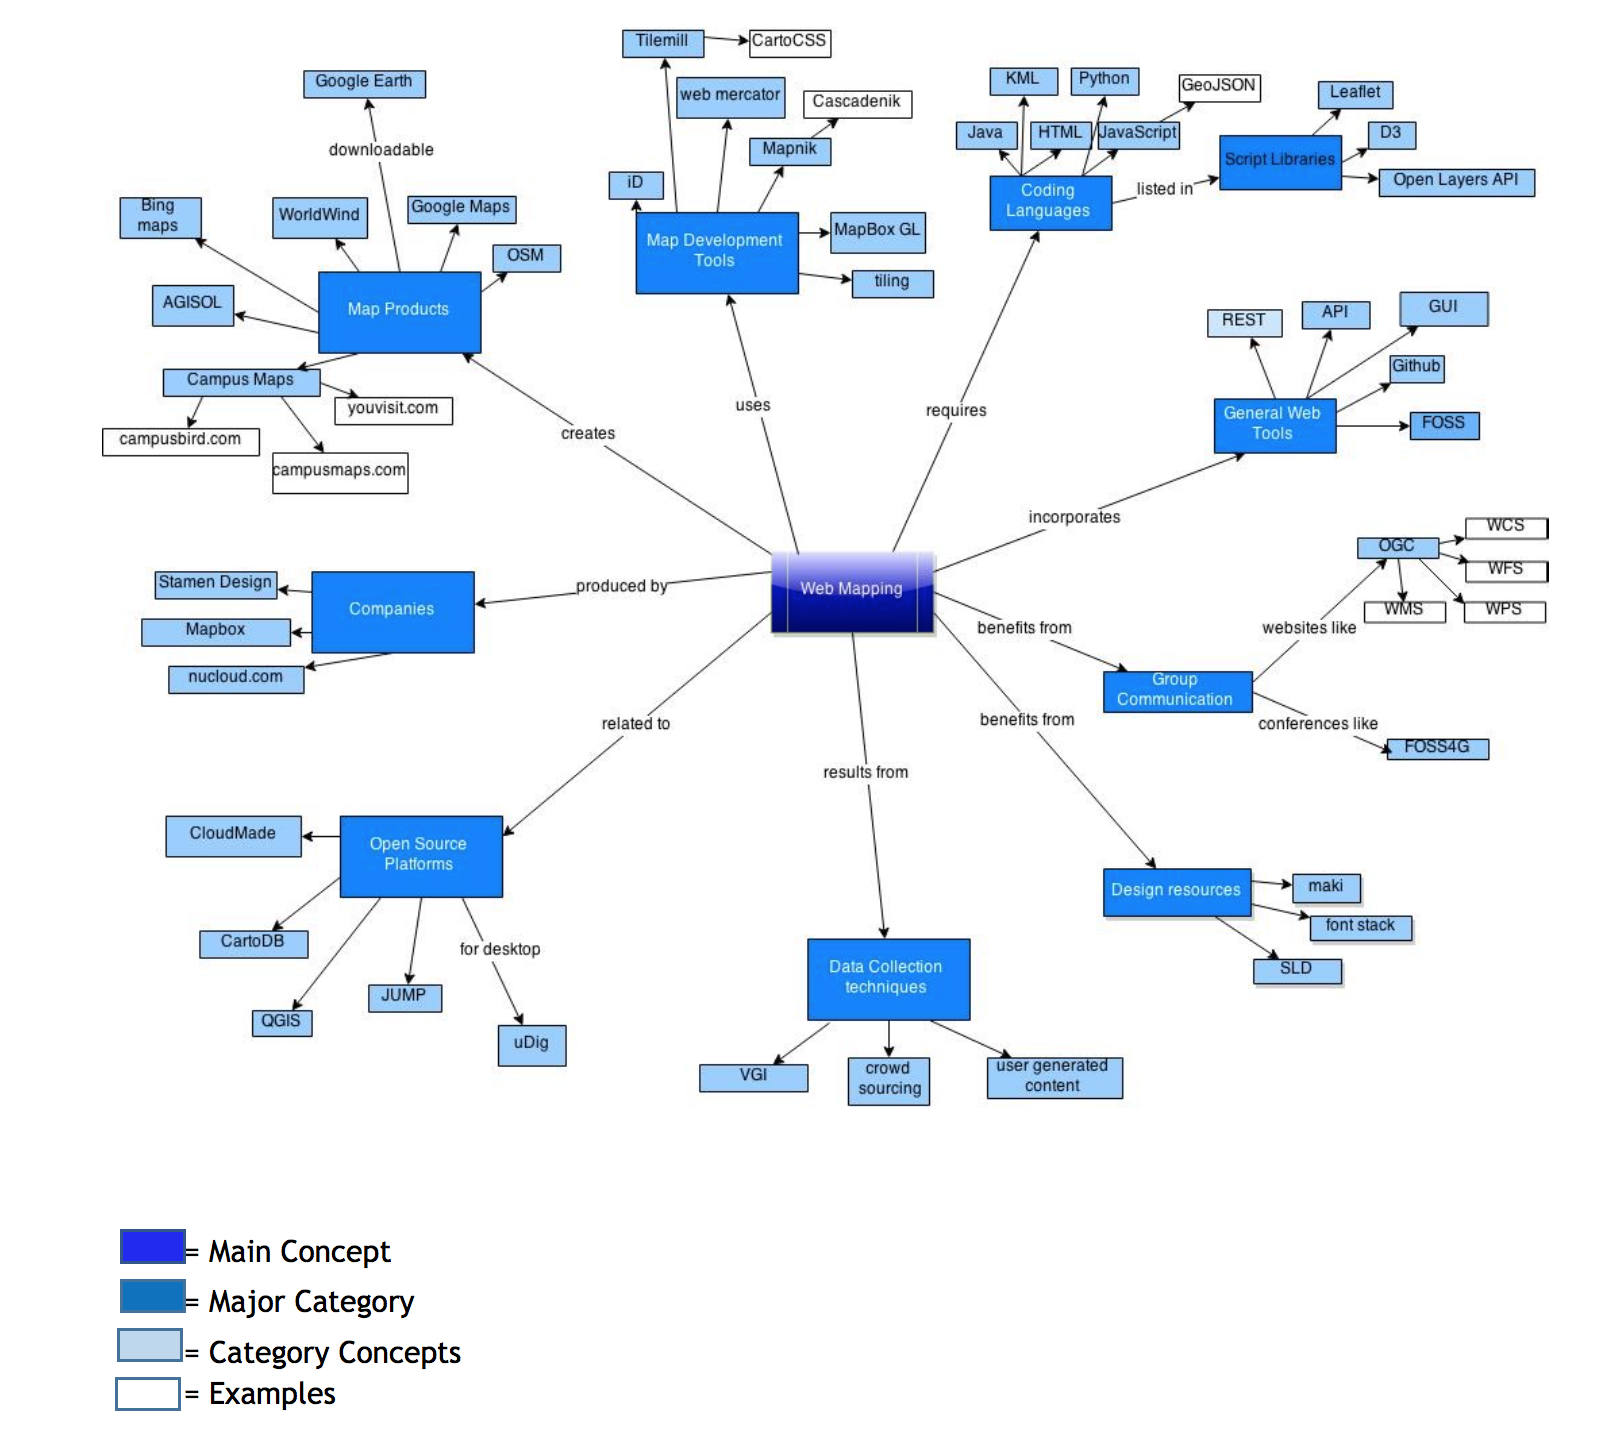 Tilemill
CartoCSS
Google Earth
web mercator
Cascadenik
KML
Python
GeoJSON
Leaflet
downloadable
Mapnik
Java
HTML
JavaScript
D3
Script Libraries
iD
listed in
Open Layers API
Coding
Languages
Bing
maps
WorldWind
Google Maps
MapBox GL
Map Development
Tools
OSM
tiling
AGISOL
Map Products
REST
API
GUI
Github
Campus Maps
youvisit.com
uses
requires
General Web
Tools
FOSS
campusbird.com
creates
campusmaps.com
incorporates
WCS
OGC
WFS
Stamen Design
produced by
Web Mapping
Companies
WMS
WPS
Mapbox
benefits from
websites like
nucloud.com
Group
Communication
related to
benefits from
conferences like
FOSS4G
results from
CloudMade
Open Source
Platforms
Design resources
maki
font stack
CartoDB
for desktop
Data Collection
techniques
SLD
JUMP
QGIS
uDig
VGI
crowd
sourcing
user generated
content
= Main Concept
= Major Category
= Category Concepts
= Examples